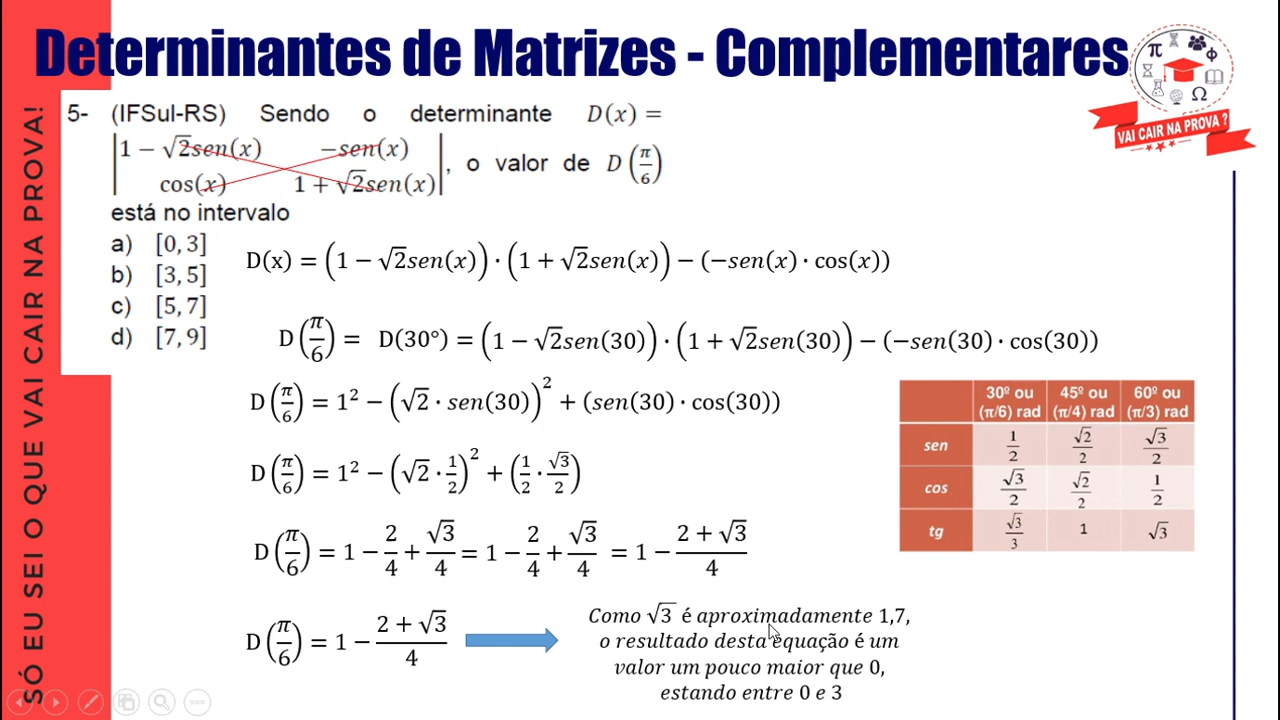 Determinantes de Matrizes - Complementares
VAI CAIR NA PROVA ?
SÓ EU SEI O QUE VAI CAIR NA PROVA!
5- (IFSul-RS) Sendo o determinante D(x) =
|1 − √2sen(x) −sen(x)|
|cos(x) 1 + √2sen(x)| , o valor de D(π/6)
está no intervalo
a) [0, 3]
b) [3, 5]
c) [5, 7]
d) [7, 9]
D(x) = (1 − √2sen(x)) · (1 + √2sen(x)) − (−sen(x) · cos(x))
D(π/6) = D(30°) = (1 − √2sen(30)) · (1 + √2sen(30)) − (−sen(30) · cos(30))
D(π/6) = 1² − (√2 · sen(30))² + (sen(30) · cos(30))
D(π/6) = 1² − (√2 · 1/2)² + (1/2 · √3/2)
D(π/6) = 1 − 2/4 + √3/4 = 1 − 2/4 + √3/4 = 1 − (2 + √3)/4
D(π/6) = 1 − (2 + √3)/4
Como √3 é aproximadamente 1,7,
o resultado desta equação é um
valor um pouco maior que 0,
estando entre 0 e 3
30º ou (π/6) rad 45º ou (π/4) rad 60º ou (π/3) rad
sen 1/2 √2/2 √3/2
cos √3/2 √2/2 1/2
tg √3/3 1 √3